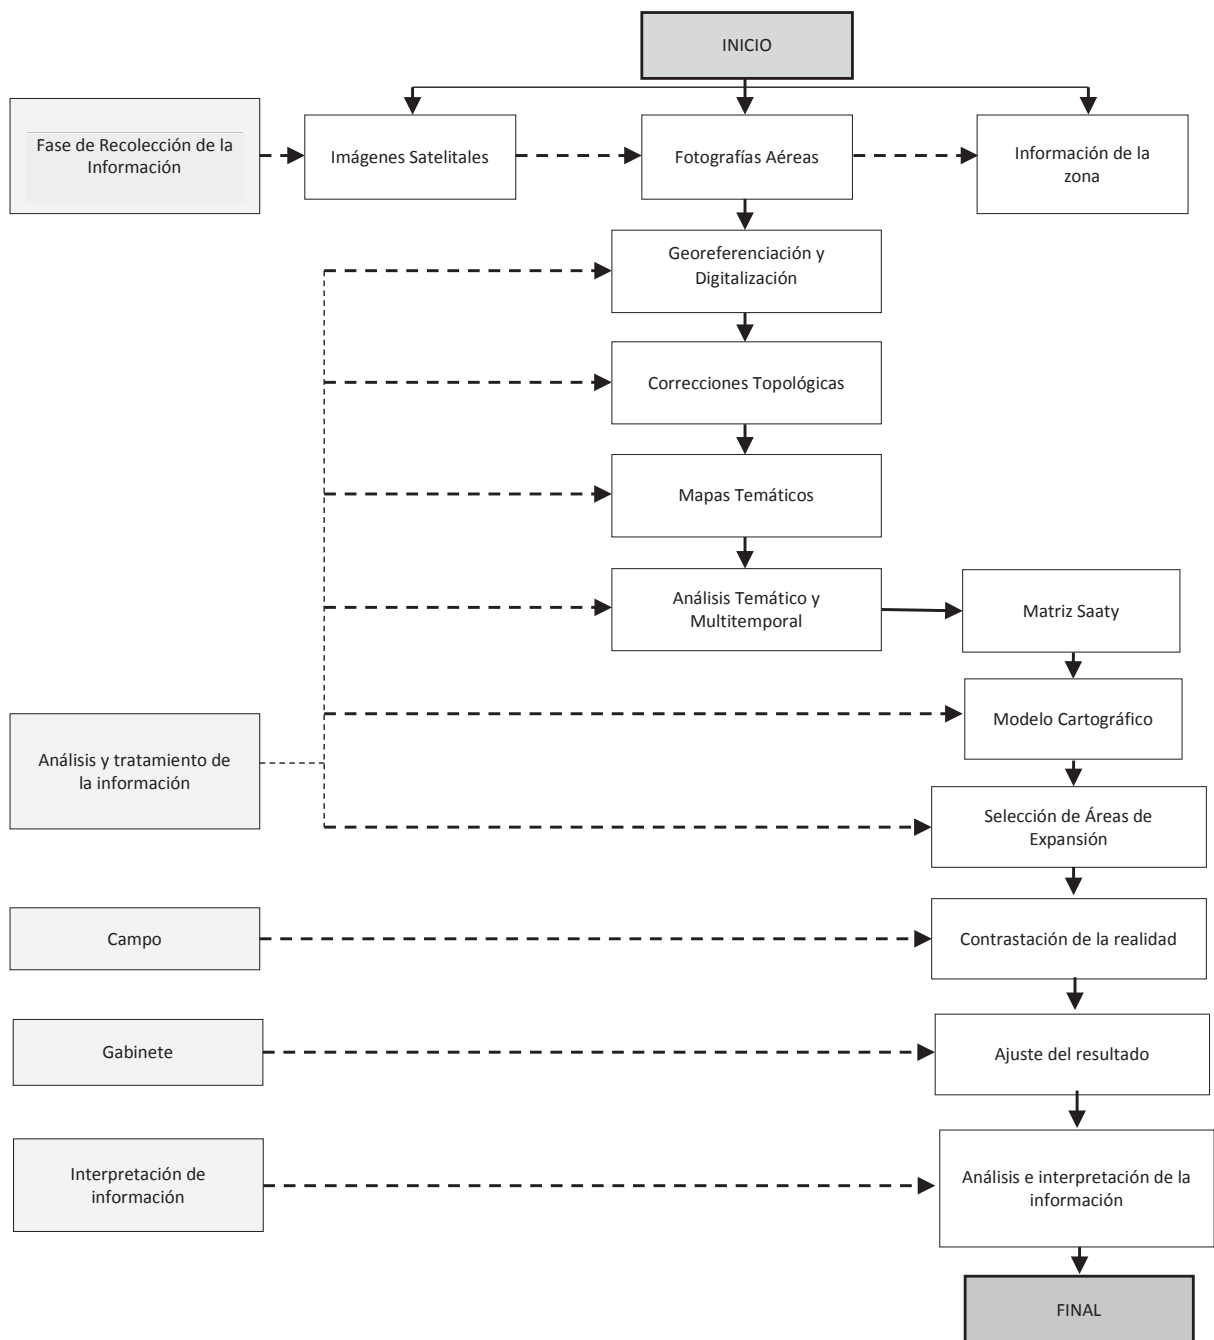 INICIO
Fase de Recolección de la
Información
Imágenes Satelitales
Fotografías Aéreas
Información de la
zona
Georeferenciación y
Digitalización
Correcciones Topológicas
Mapas Temáticos
Análisis Temático y
Multitemporal
Matriz Saaty
Modelo Cartográfico
Análisis y tratamiento de
la información
Selección de Áreas de
Expansión
Campo
Contrastación de la realidad
Gabinete
Ajuste del resultado
Interpretación de
información
Análisis e interpretación de la
información
FINAL